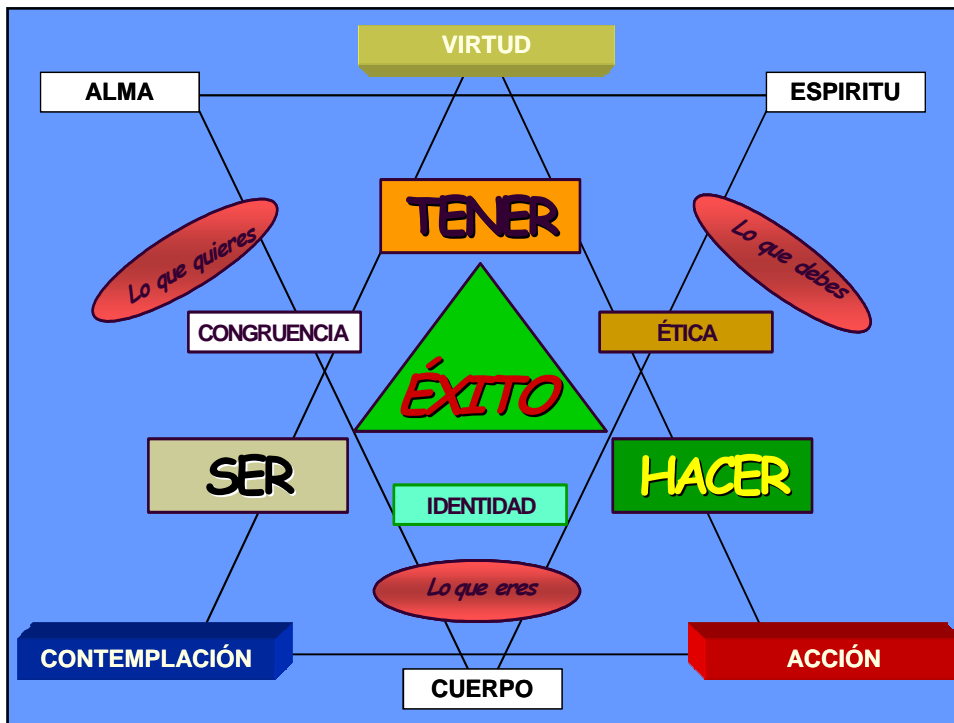 VIRTUD
ALMA
ESPIRITU
TENER
Lo que quieres
Lo que debes
CONGRUENCIA
ÉTICA
ÉXITO
SER
HACER
IDENTIDAD
Lo que eres
CONTEMPLACIÓN
ACCIÓN
CUERPO